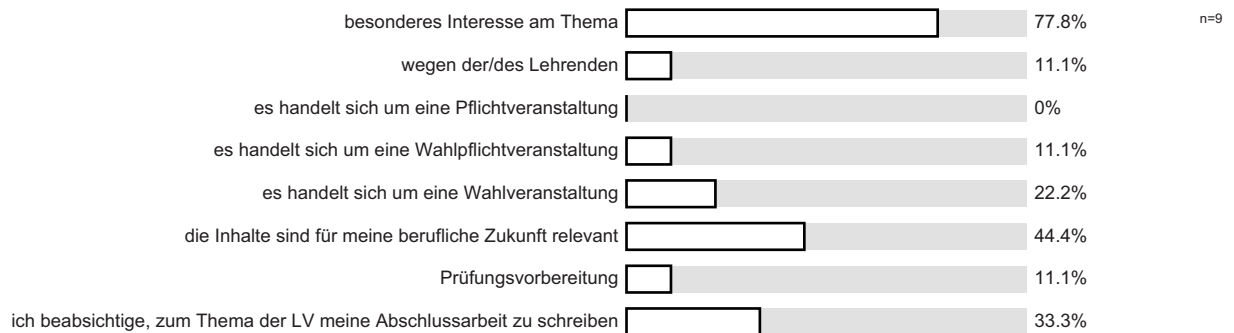 besonderes Interesse am Thema 77.8% n=9
wegen der/des Lehrenden 11.1%
es handelt sich um eine Pflichtveranstaltung 0%
es handelt sich um eine Wahlpflichtveranstaltung 11.1%
es handelt sich um eine Wahlveranstaltung 22.2%
die Inhalte sind für meine berufliche Zukunft relevant 44.4%
Prüfungsvorbereitung 11.1%
ich beabsichtige, zum Thema der LV meine Abschlussarbeit zu schreiben 33.3%